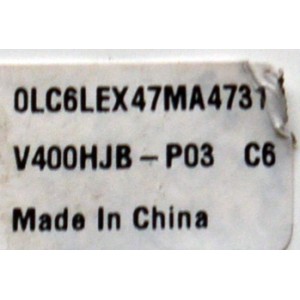 0LC6LEX47MA4731
V400HJB-P03 C6
Made In China